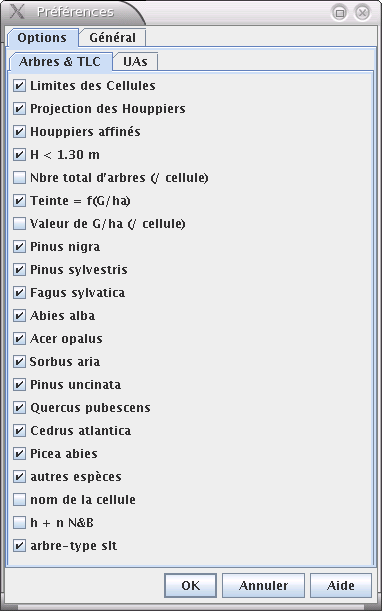 Préférences
Options Général
Arbres & TLC UAs
Limites des Cellules
Projection des Houppiers
Houppiers affinés
H < 1.30 m
Nbre total d'arbres (/ cellule)
Teinte = f(G/ha)
Valeur de G/ha (/ cellule)
Pinus nigra
Pinus sylvestris
Fagus sylvatica
Abies alba
Acer opalus
Sorbus aria
Pinus uncinata
Quercus pubescens
Cedrus atlantica
Picea abies
autres espèces
nom de la cellule
h + n N&B
arbre-type slt
OK Annuler Aide